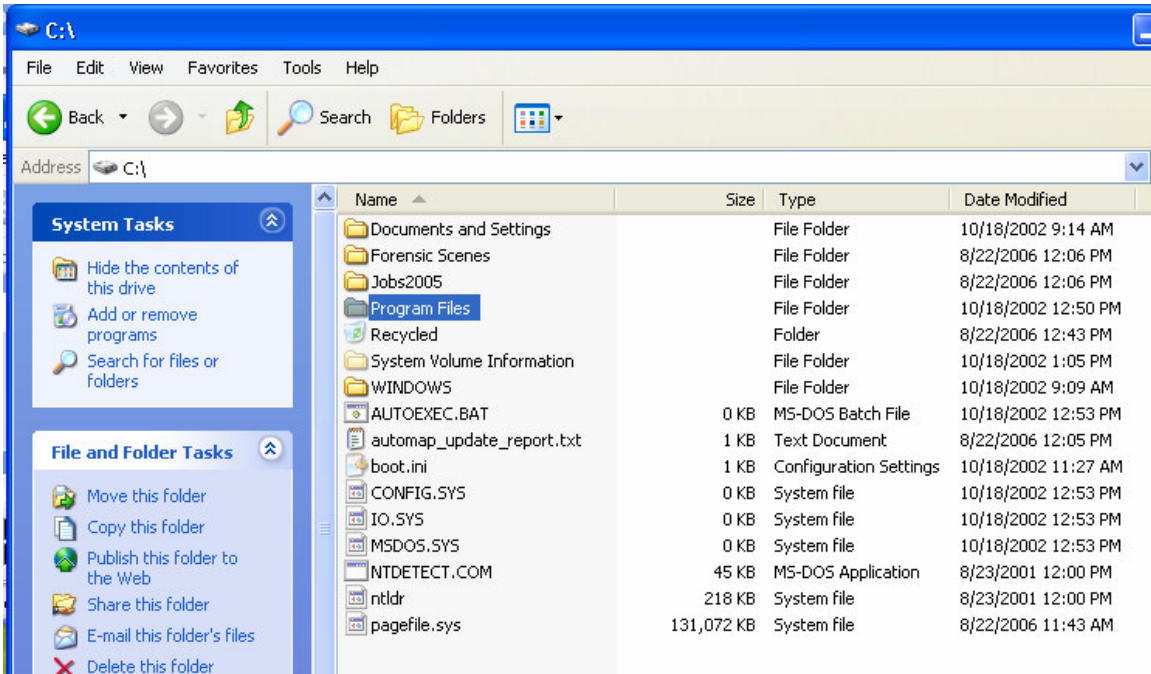 C:\
File Edit View Favorites Tools Help
Back Search Folders
Address C:\
System Tasks
Hide the contents of
this drive
Add or remove
programs
Search for files or
folders
File and Folder Tasks
Move this folder
Copy this folder
Publish this folder to
the Web
Share this folder
E-mail this folder's files
Delete this folder
Name Size Type Date Modified
Documents and Settings File Folder 10/18/2002 9:14 AM
Forensic Scenes File Folder 8/22/2006 12:06 PM
Jobs2005 File Folder 8/22/2006 12:06 PM
Program Files File Folder 10/18/2002 12:50 PM
Recycled Folder 8/22/2006 12:43 PM
System Volume Information File Folder 10/18/2002 1:05 PM
WINDOWS File Folder 10/18/2002 9:09 AM
AUTOEXEC.BAT 0 KB MS-DOS Batch File 10/18/2002 12:53 PM
automap_update_report.txt 1 KB Text Document 8/22/2006 12:05 PM
boot.ini 1 KB Configuration Settings 10/18/2002 11:27 AM
CONFIG.SYS 0 KB System file 10/18/2002 12:53 PM
IO.SYS 0 KB System file 10/18/2002 12:53 PM
MSDOS.SYS 0 KB System file 10/18/2002 12:53 PM
NTDETECT.COM 45 KB MS-DOS Application 8/23/2001 12:00 PM
ntldr 218 KB System file 8/23/2001 12:00 PM
pagefile.sys 131,072 KB System file 8/22/2006 11:43 AM